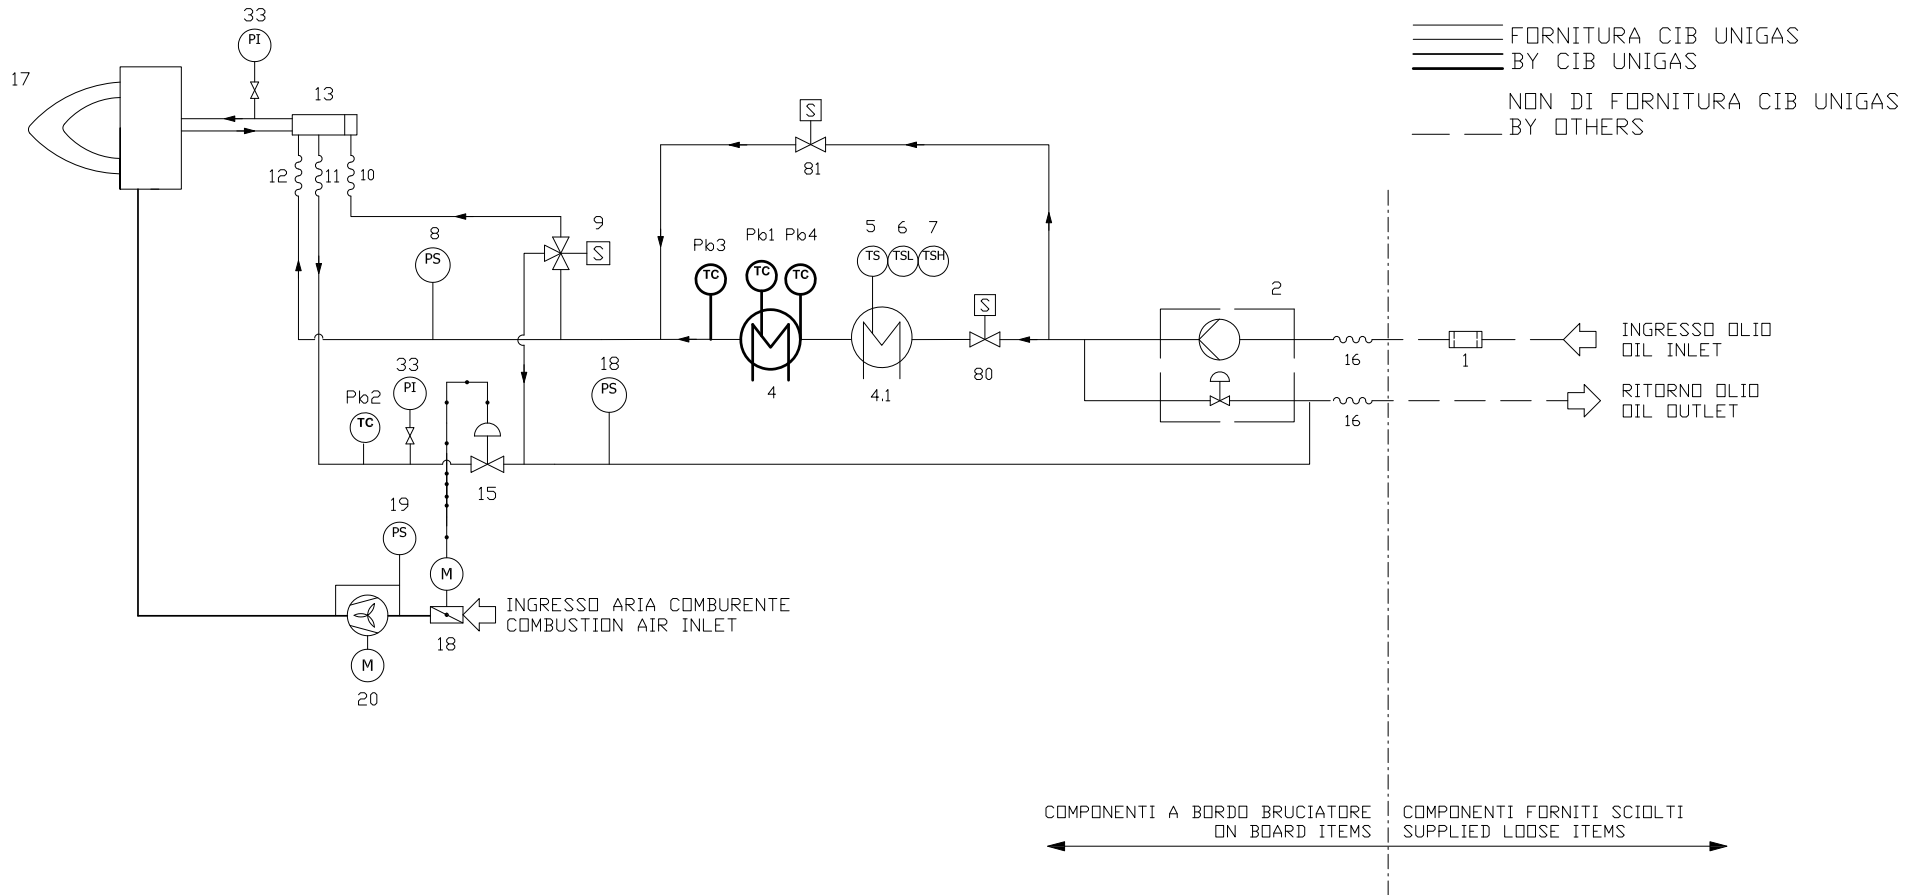 33
PI
17
13
12
11
10
FORNITURA CIB UNIGAS
BY CIB UNIGAS
NON DI FORNITURA CIB UNIGAS
BY OTHERS
S
81
9
S
8
PS
Pb3
Pb1
Pb4
TC
TC
TC
5
6
7
TS
TSL
TSH
S
80
4
4.1
2
16
1
INGRESSO OLIO
OIL INLET
16
RITORNO OLIO
OIL OUTLET
33
PI
Pb2
TC
18
PS
15
19
PS
M
INGRESSO ARIA COMBURENTE
COMBUSTION AIR INLET
18
M
20
COMPONENTI A BORDO BRUCIATORE
ON BOARD ITEMS
COMPONENTI FORNITI SCIOLTI
SUPPLIED LOOSE ITEMS